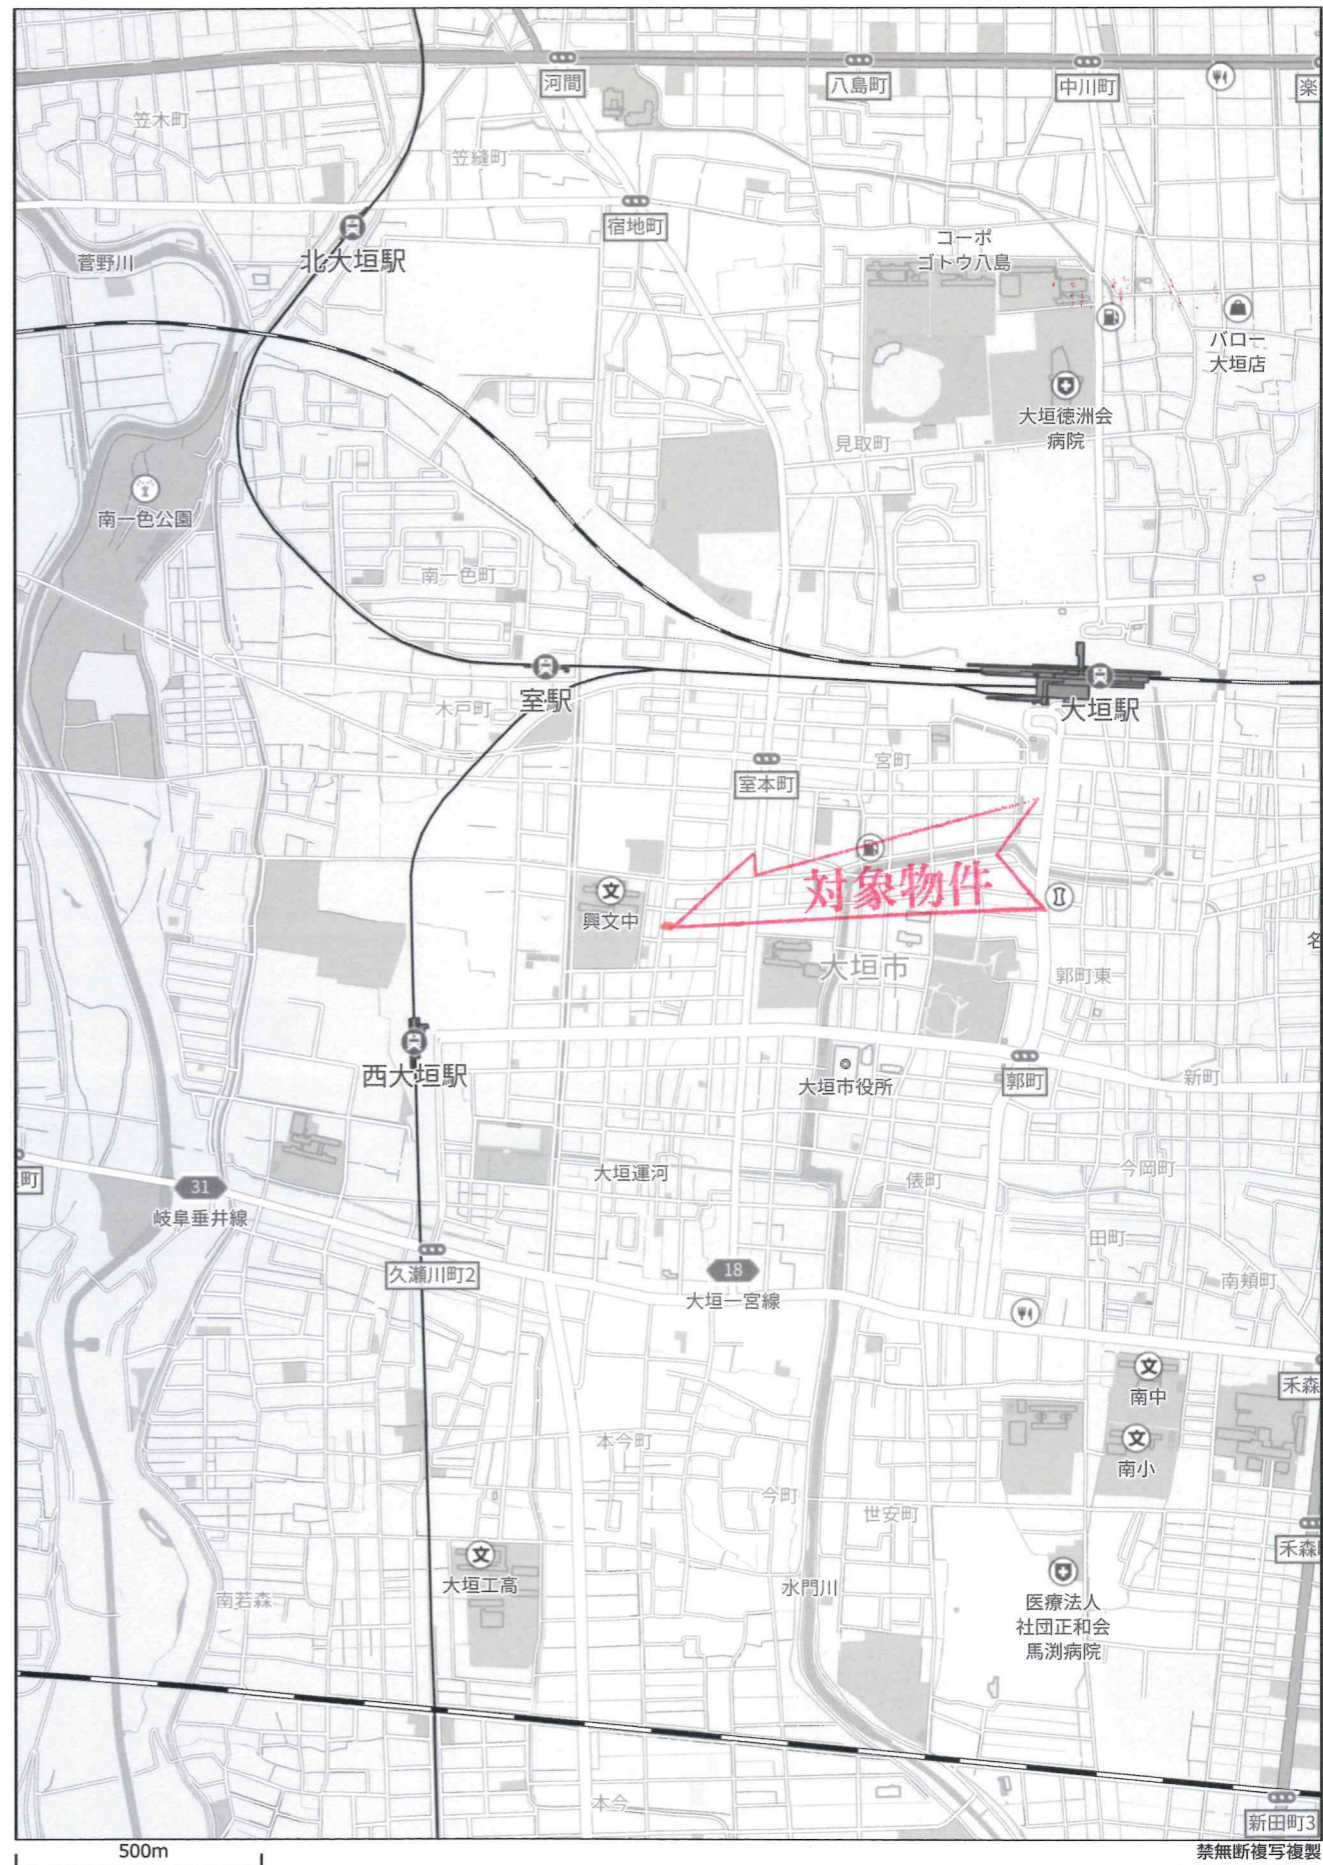 河間
八島町
中川町
楽
笠木町
笠縫町
宿地町
北大垣駅
菅野川
コーポ
ゴトウ八島
バロー
大垣店
大垣徳洲会
病院
見取町
南一色公園
南一色町
室駅
木戸町
大垣駅
宮町
室本町
対象物件
興文中
大垣市
郭町東
名
西大垣駅
大垣市役所
郭町
新町
大垣運河
俵町
今岡町
町
31
岐阜垂井線
田町
久瀬川町2
18
大垣一宮線
南頬町
文
南中
禾森
文
南小
本今町
今町
世安町
禾森
文
大垣工高
南若森
水門川
医療法人
社団正和会
馬渕病院
本今
新田町3
500m
禁無断複写複製